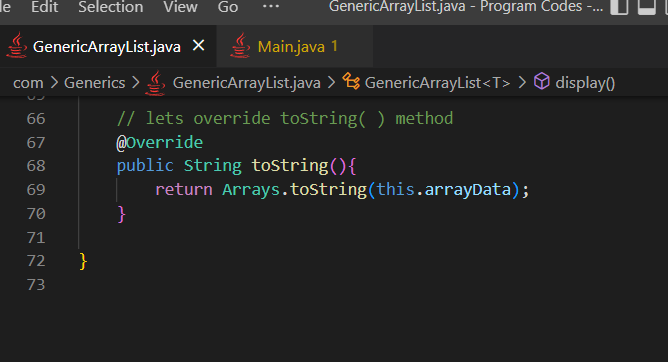 le Edit Selection View Go ··· GenericArrayList.java - Program Codes -...
GenericArrayList.java × Main.java 1
com > Generics > GenericArrayList.java > GenericArrayList<T> > display()
66 // lets override toString( ) method
67 @Override
68 public String toString(){
69 return Arrays.toString(this.arrayData);
70 }
71
72 }
73